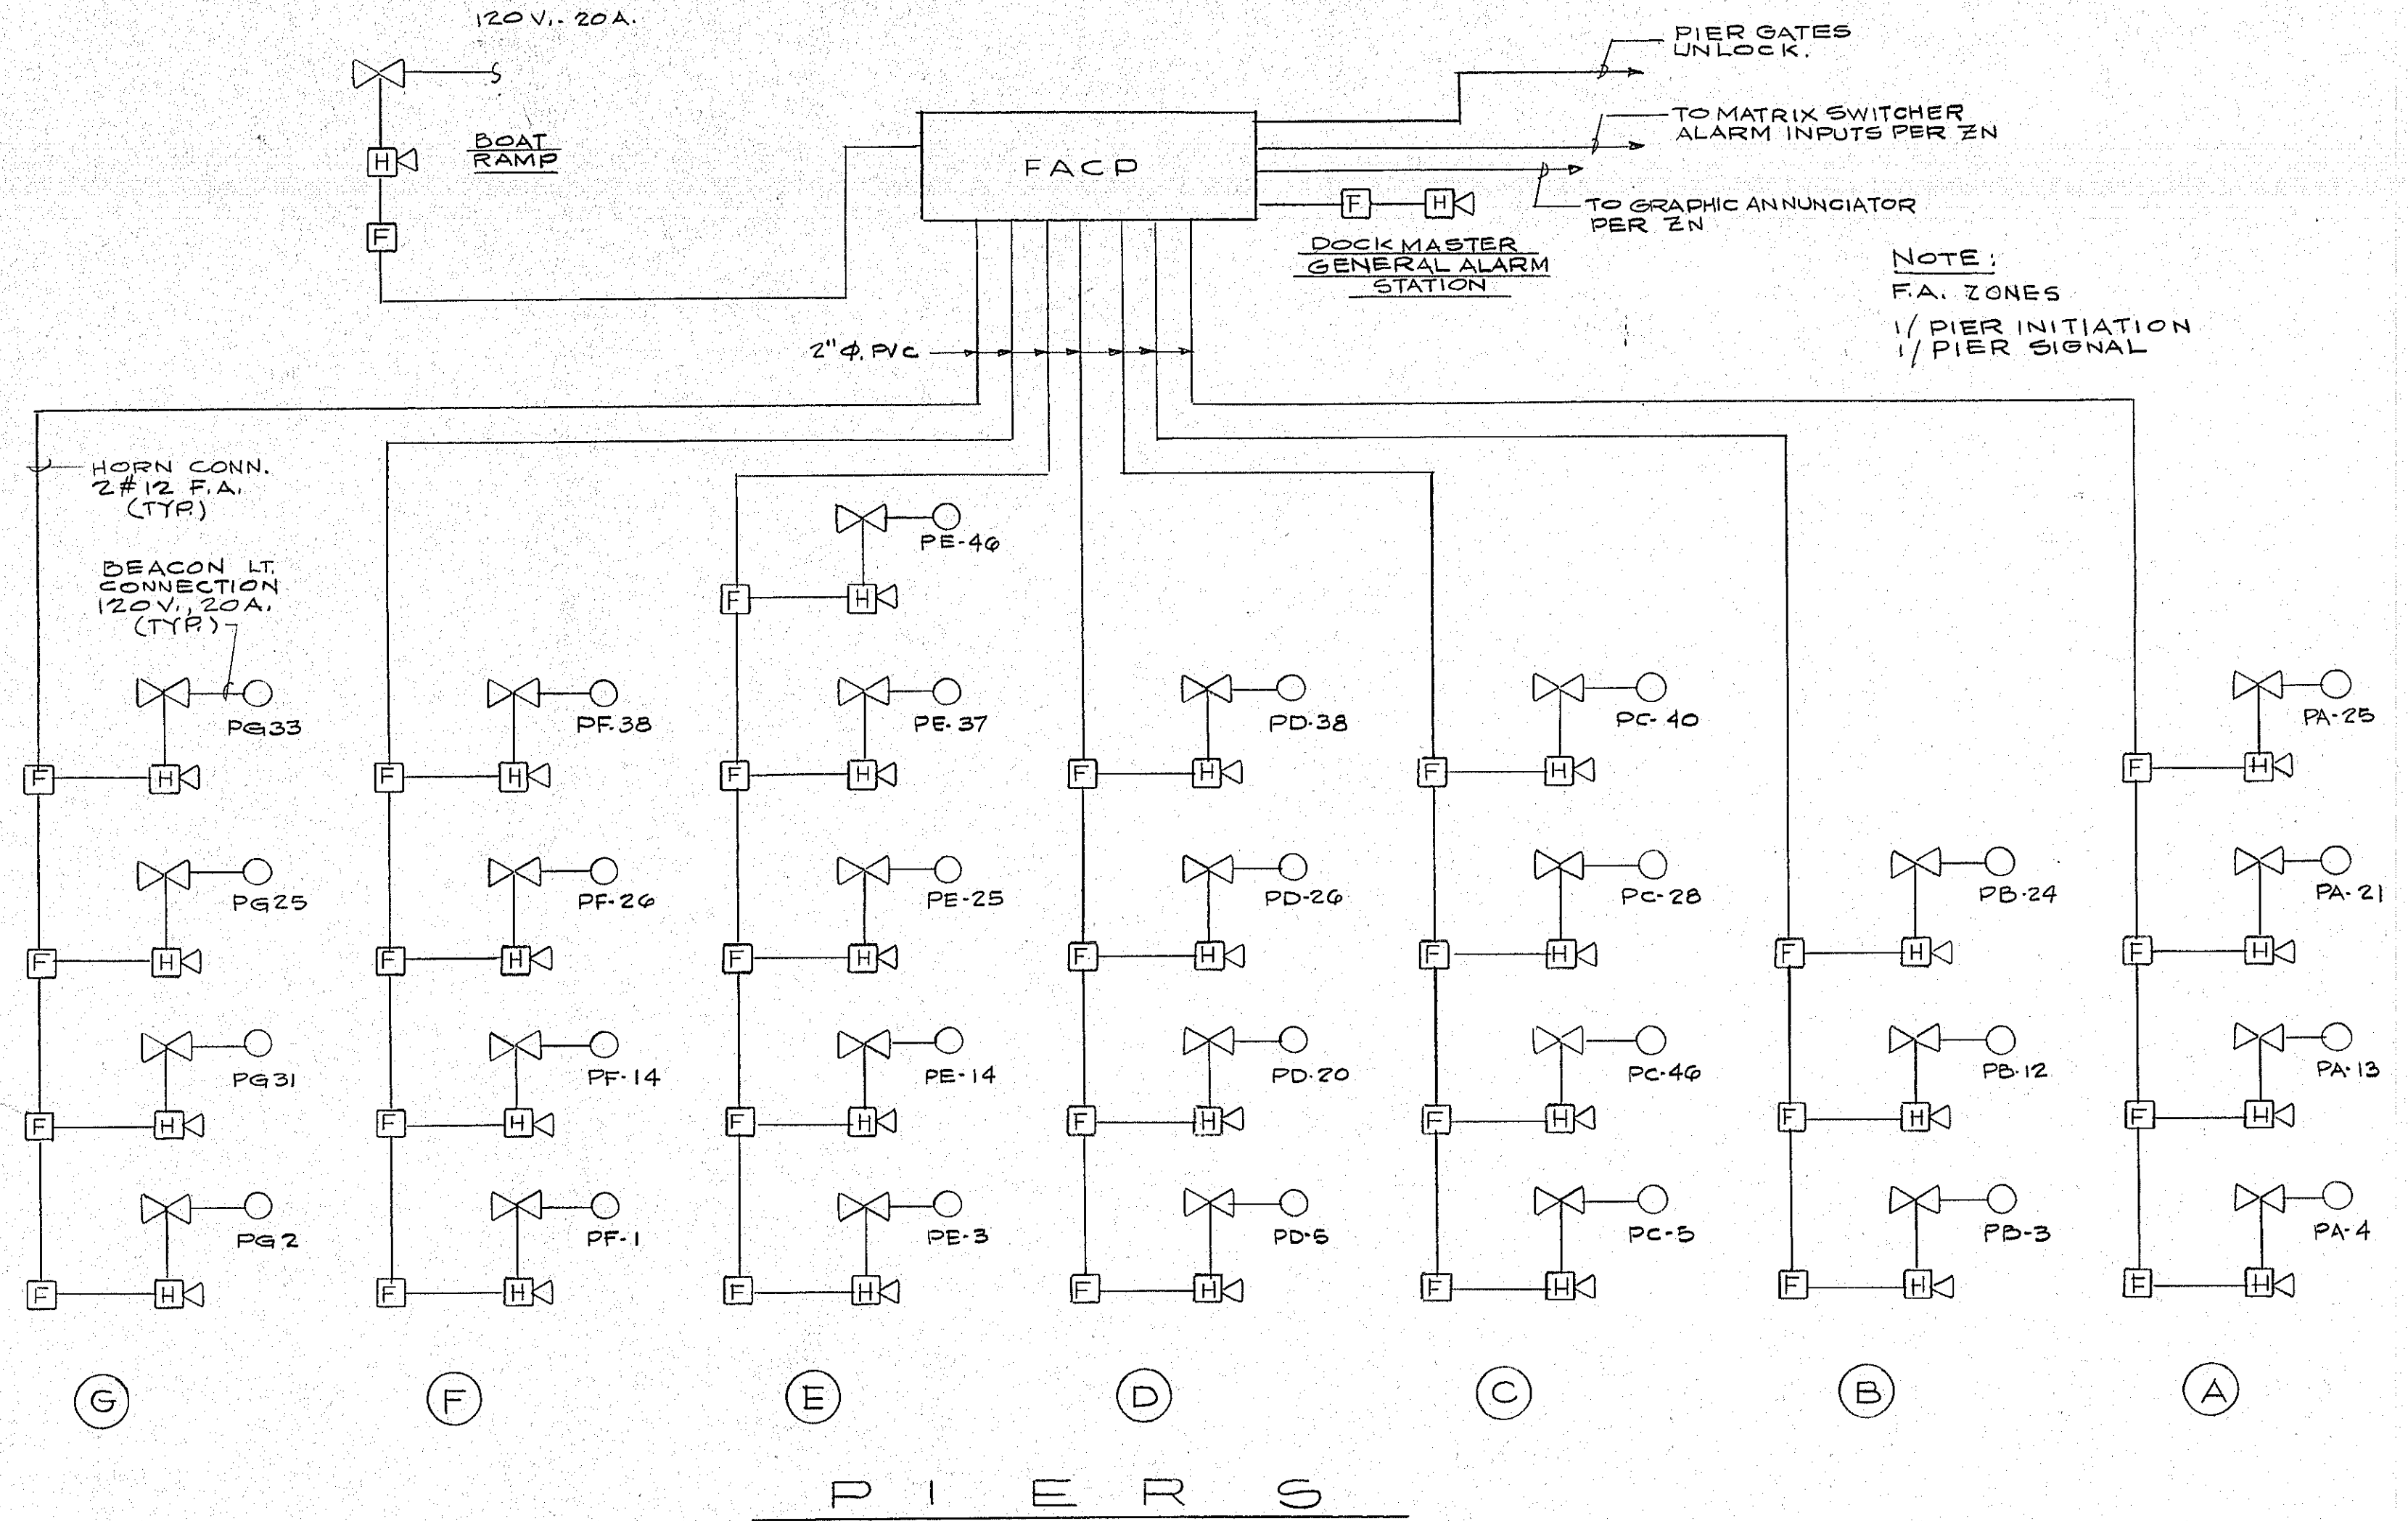 120 V.- 20 A.
BOAT
RAMP
H
F
FACP
PIER GATES
UNLOCK.
TO MATRIX SWITCHER
ALARM INPUTS PER ZN
TO GRAPHIC ANNUNCIATOR
PER ZN
F H
DOCK MASTER
GENERAL ALARM
STATION
NOTE:
F.A. ZONES
1/ PIER INITIATION
1/ PIER SIGNAL
2"Φ. PVC
HORN CONN.
2#12 F.A.
(TYP.)
BEACON LT.
CONNECTION
120V., 20A.
(TYP.)
PE-46
F H
PG33 PF.38 PE.37 PD.38 PC-40 PA-25
F H F H F H F H F H F H
PG25 PF-26 PE-25 PD-26 PC-28 PB.24 PA-21
F H F H F H F H F H F H F H
PG31 PF-14 PE-14 PD.20 PC-46 PB.12 PA-13
F H F H F H F H F H F H F H
PG2 PF-1 PE-3 PC-5 PB-3 PA-4
F H F H F H F H F H F H F H
G F E D C B A
PIERS